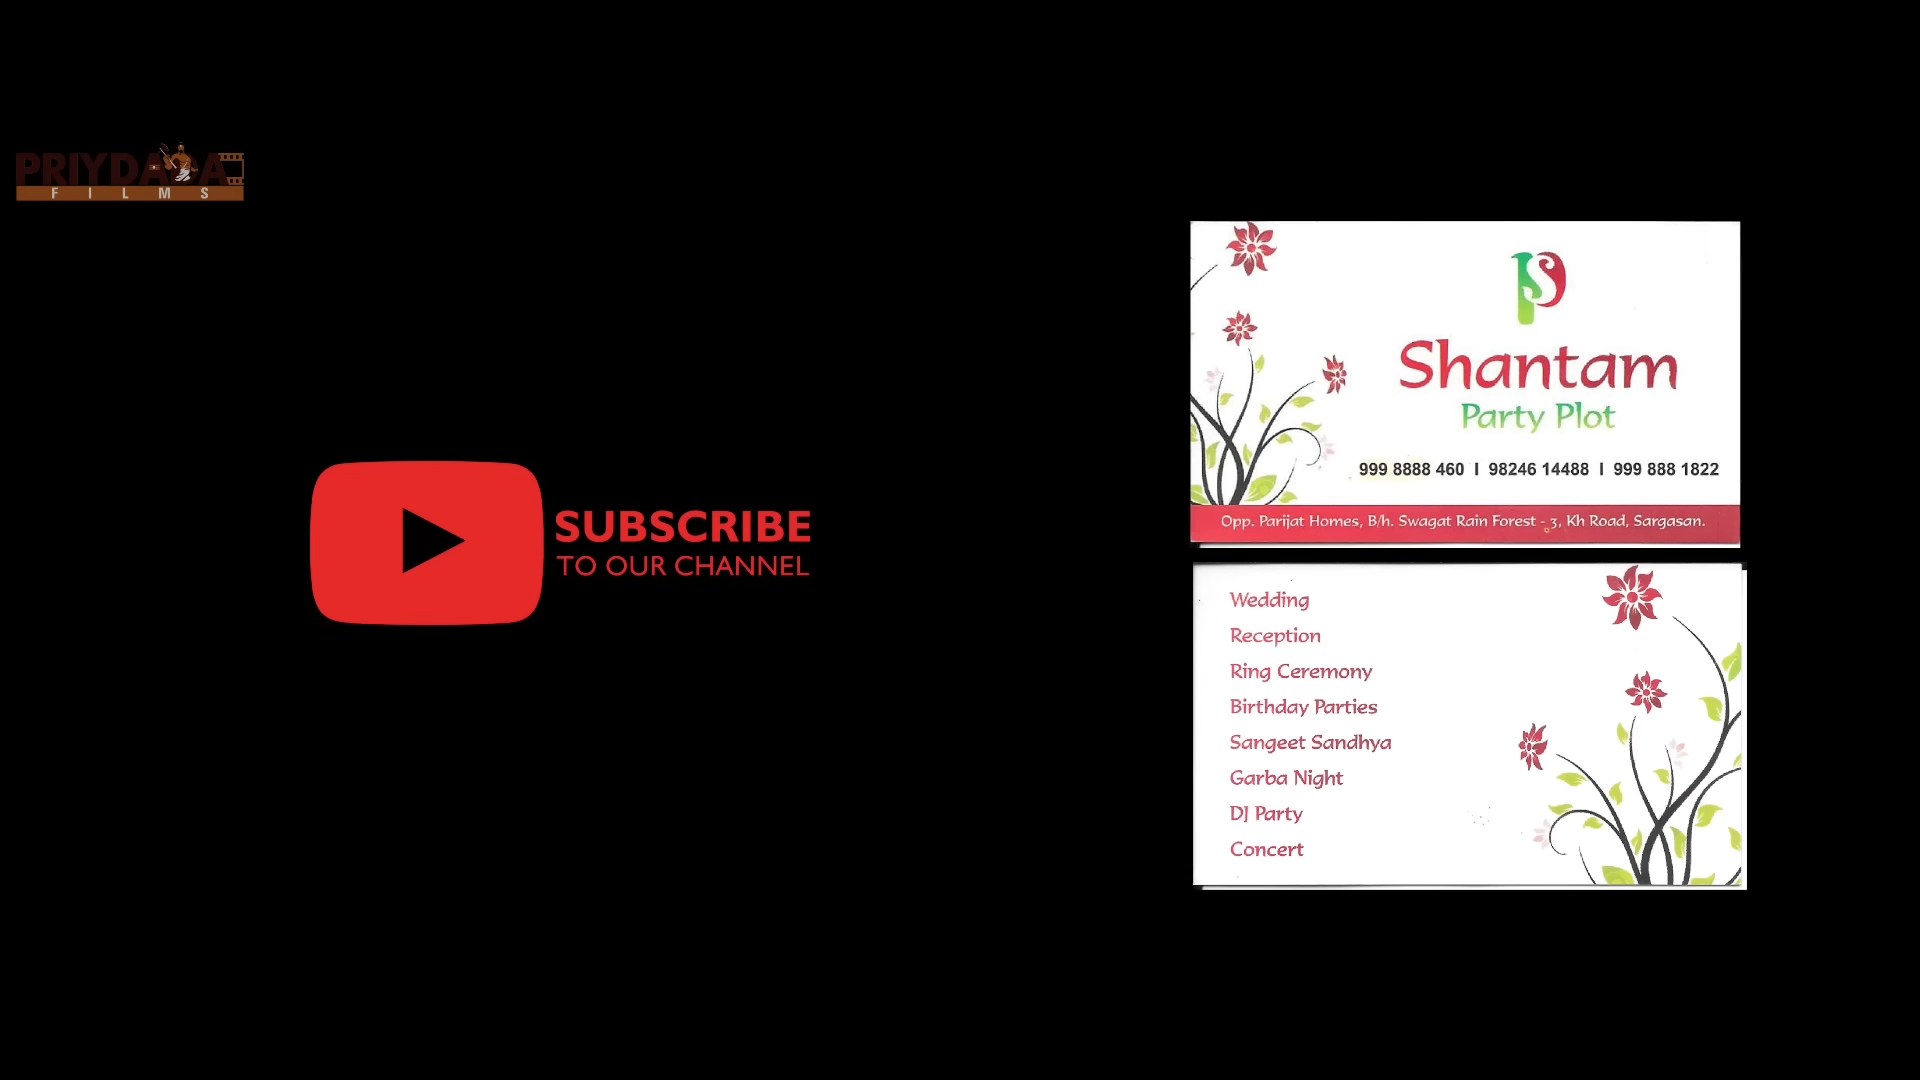 PRIYDADA
FILMS
SUBSCRIBE
TO OUR CHANNEL
Shantam
Party Plot
999 8888 460 I 98246 14488 I 999 888 1822
Opp. Parijat Homes, B/h. Swagat Rain Forest - 3, Kh Road, Sargasan.
Wedding
Reception
Ring Ceremony
Birthday Parties
Sangeet Sandhya
Garba Night
DJ Party
Concert